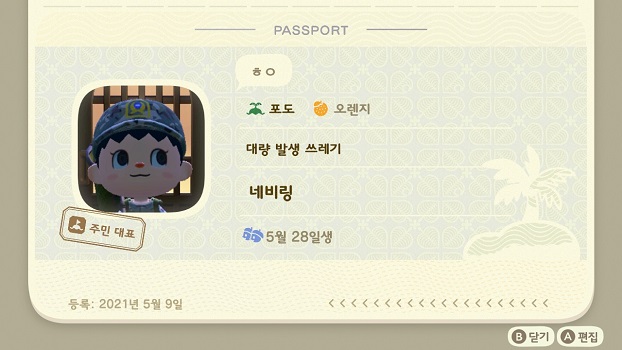 PASSPORT
ㅎㅇ
포도 오렌지
대량 발생 쓰레기
네비링
5월 28일생
주민 대표
등록: 2021년 5월 9일
<<<<<<<<<<<<<<<<<
B 닫기 A 편집